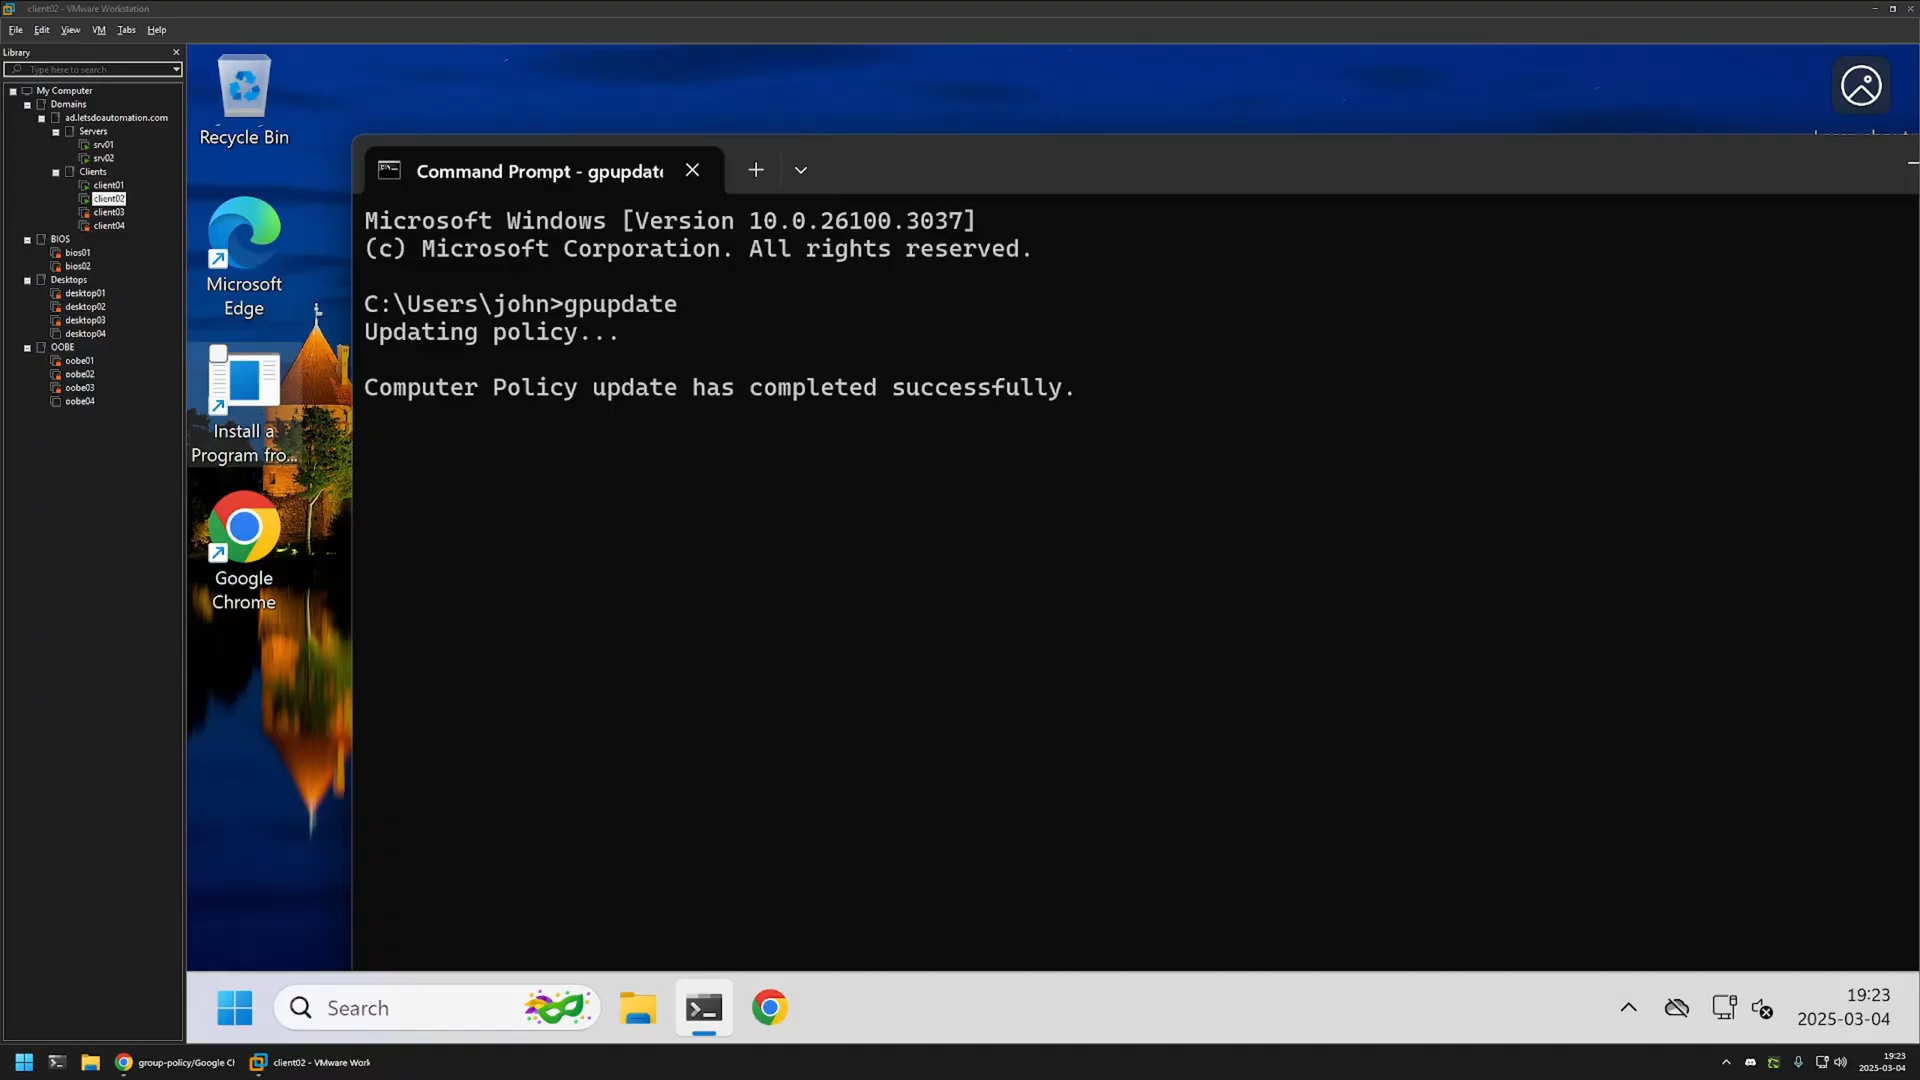 client02 - VMware Workstation
File Edit View VM Tabs Help
Library
Type here to search
My Computer
Domains
ad.letsdoautomation.com
Servers
srv01
srv02
Clients
client01
client02
client03
client04
BIOS
bios01
bios02
Desktops
desktop01
desktop02
desktop03
desktop04
OOBE
oobe01
oobe02
oobe03
oobe04
Recycle Bin
Microsoft
Edge
Install a
Program fro...
Google
Chrome
Command Prompt - gpupdate
Microsoft Windows [Version 10.0.26100.3037]
(c) Microsoft Corporation. All rights reserved.
C:\Users\john>gpupdate
Updating policy...
Computer Policy update has completed successfully.
Search
19:23
2025-03-04
group-policy/Google Cl
client02 - VMware Work
19:23
2025-03-04